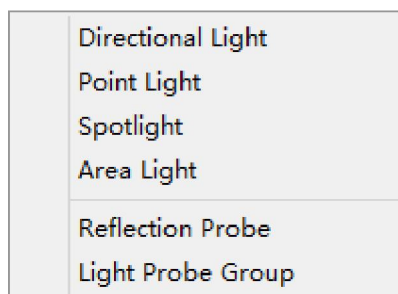 Directional Light
Point Light
Spotlight
Area Light
Reflection Probe
Light Probe Group